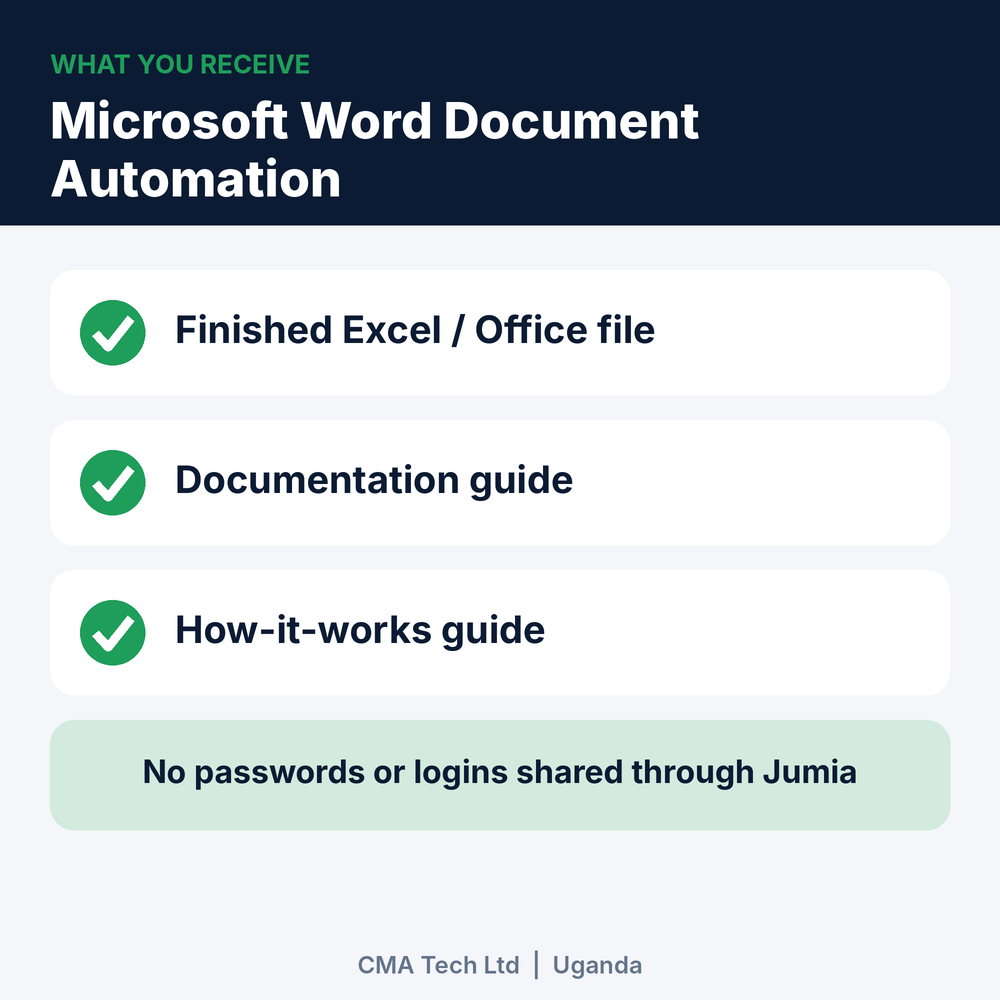 WHAT YOU RECEIVE
Microsoft Word Document
Automation
Finished Excel / Office file
Documentation guide
How-it-works guide
No passwords or logins shared through Jumia
CMA Tech Ltd | Uganda